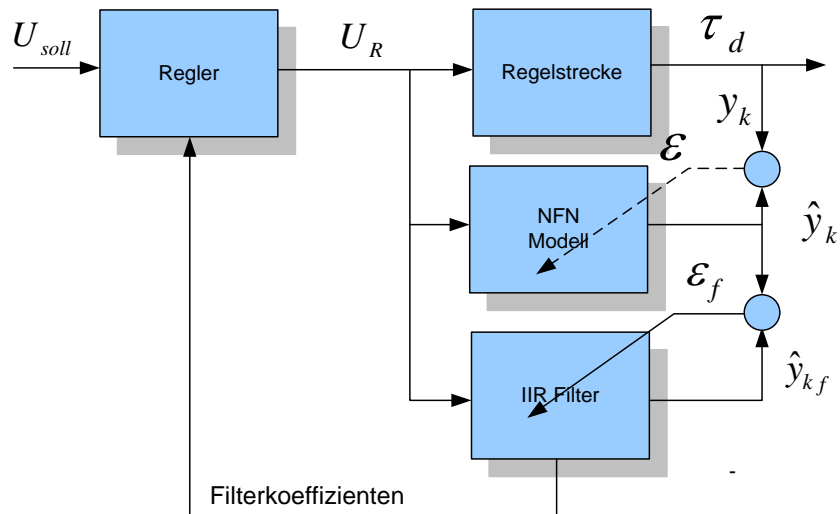 U_soll
Regler
U_R
Regelstrecke
τ_d
y_k
ε
NFN
Modell
ŷ_k
ε_f
IIR Filter
ŷ_kf
-
Filterkoeffizienten